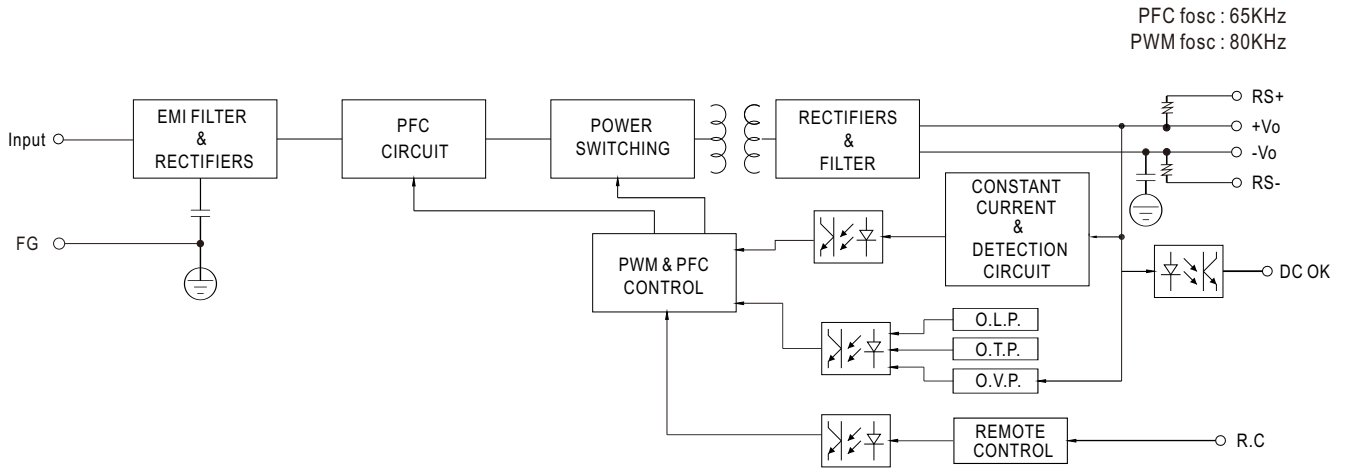 PFC fosc : 65KHz
PWM fosc : 80KHz
Input
EMI FILTER
&
RECTIFIERS
PFC
CIRCUIT
POWER
SWITCHING
RECTIFIERS
&
FILTER
RS+
+Vo
-Vo
RS-
FG
PWM & PFC
CONTROL
CONSTANT
CURRENT
&
DETECTION
CIRCUIT
DC OK
O.L.P.
O.T.P.
O.V.P.
REMOTE
CONTROL
R.C